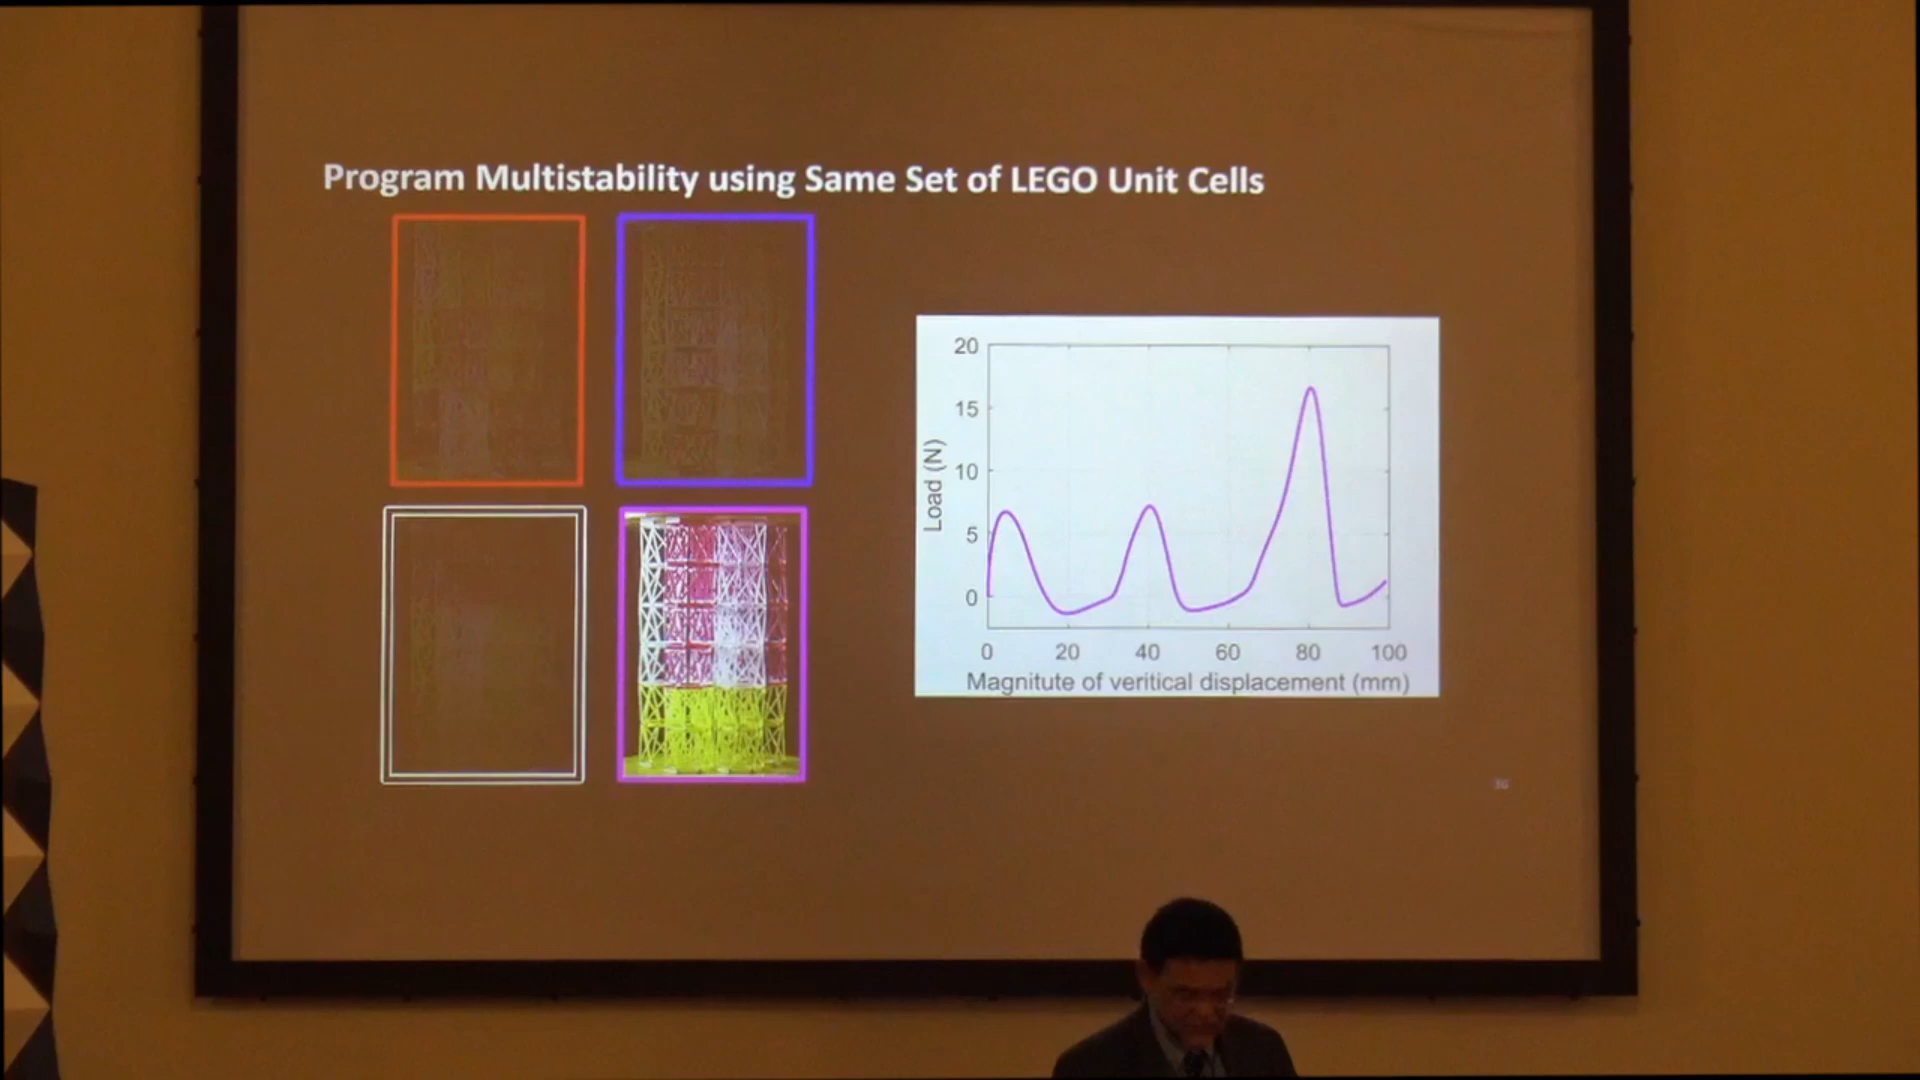 Program Multistability using Same Set of LEGO Unit Cells
20
15
10
5
0
Load (N)
0 20 40 60 80 100
Magnitute of veritical displacement (mm)